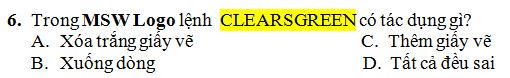 6. Trong MSW Logo lệnh CLEARSGREEN có tác dụng gì?
A. Xóa trắng giấy vẽ C. Thêm giấy vẽ
B. Xuống dòng D. Tất cả đều sai